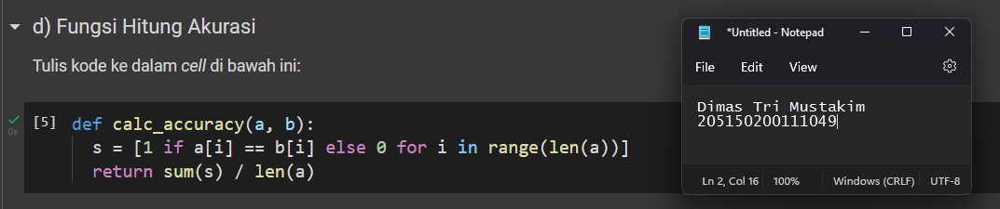 d) Fungsi Hitung Akurasi
Tulis kode ke dalam cell di bawah ini:
0s
[5] def calc_accuracy(a, b):
s = [1 if a[i] == b[i] else 0 for i in range(len(a))]
return sum(s) / len(a)
*Untitled - Notepad
File Edit View
Dimas Tri Mustakim
205150200111049
Ln 2, Col 16 100% Windows (CRLF) UTF-8